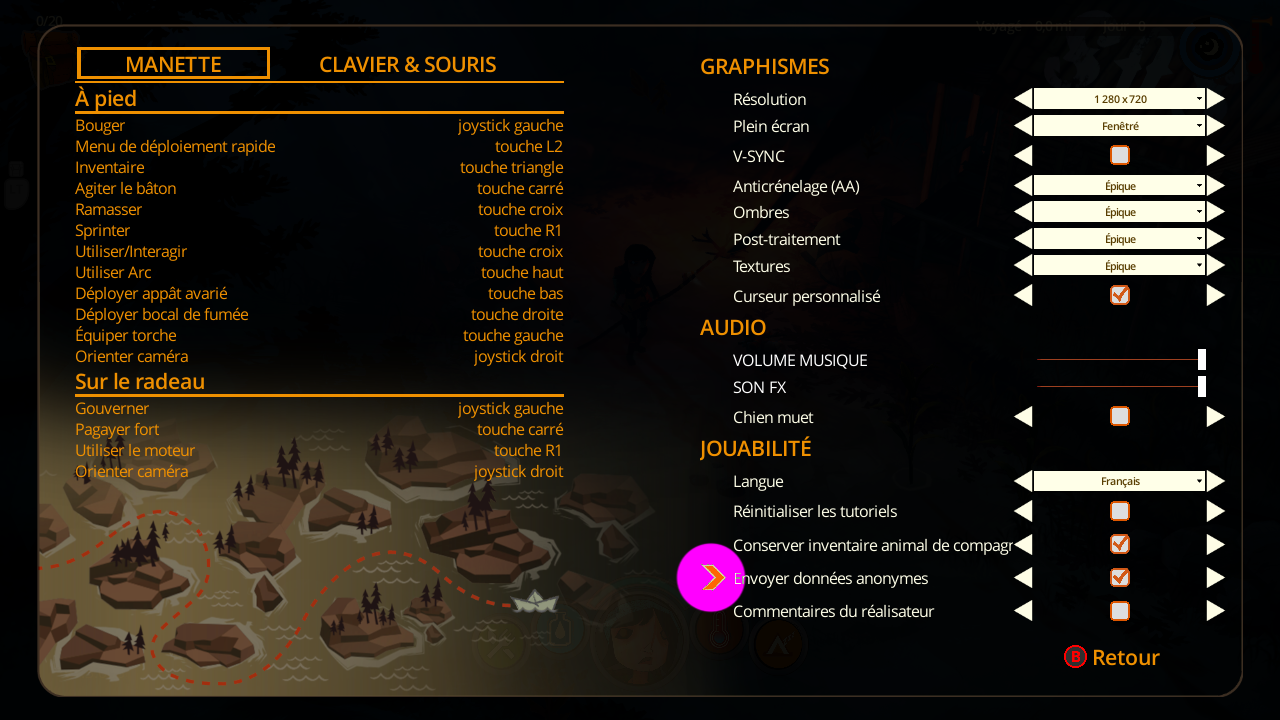 0/20
MANETTE
CLAVIER & SOURIS
À pied
Bouger joystick gauche
Menu de déploiement rapide touche L2
Inventaire touche triangle
Agiter le bâton touche carré
Ramasser touche croix
Sprinter touche R1
Utiliser/Interagir touche croix
Utiliser Arc touche haut
Déployer appât avarié touche bas
Déployer bocal de fumée touche droite
Équiper torche touche gauche
Orienter caméra joystick droit
Sur le radeau
Gouverner joystick gauche
Pagayer fort touche carré
Utiliser le moteur touche R1
Orienter caméra joystick droit
GRAPHISMES
Résolution 1 280 x 720
Plein écran Fenêtré
V-SYNC
Anticrénelage (AA) Épique
Ombres Épique
Post-traitement Épique
Textures Épique
Curseur personnalisé
AUDIO
VOLUME MUSIQUE
SON FX
Chien muet
JOUABILITÉ
Langue Français
Réinitialiser les tutoriels
Conserver inventaire animal de compagn
Envoyer données anonymes
Commentaires du réalisateur
B Retour